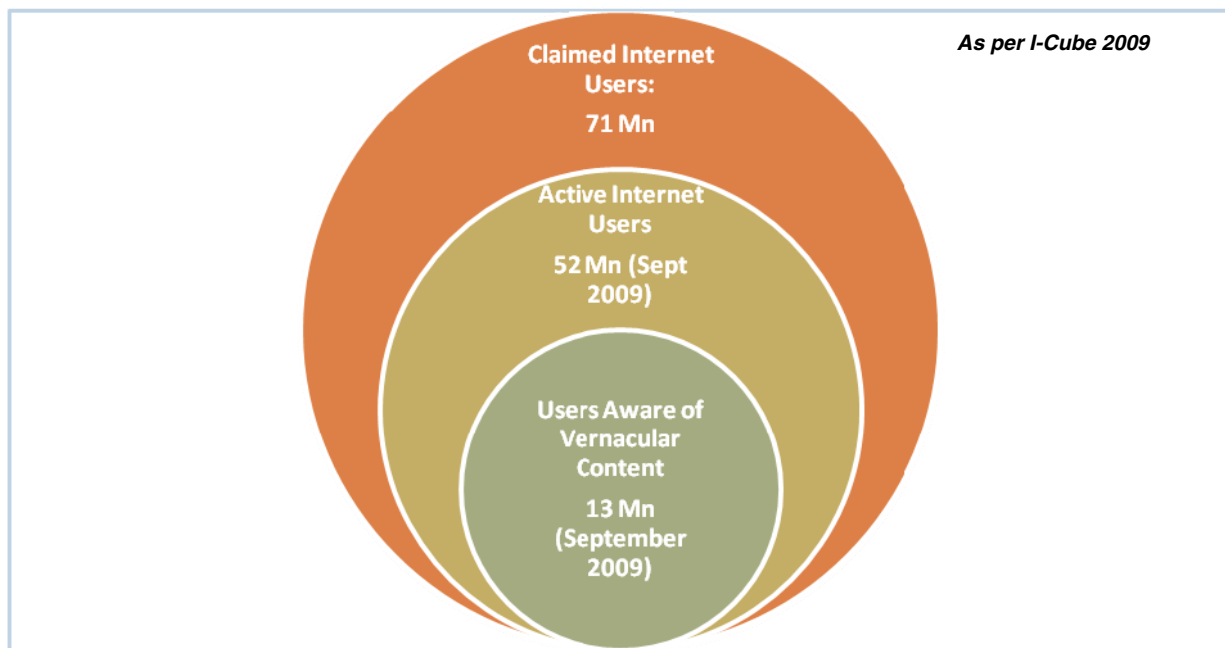 As per I-Cube 2009
Claimed Internet
Users:
71 Mn
Active Internet
Users
52 Mn (Sept
2009)
Users Aware of
Vernacular
Content
13 Mn
(September
2009)